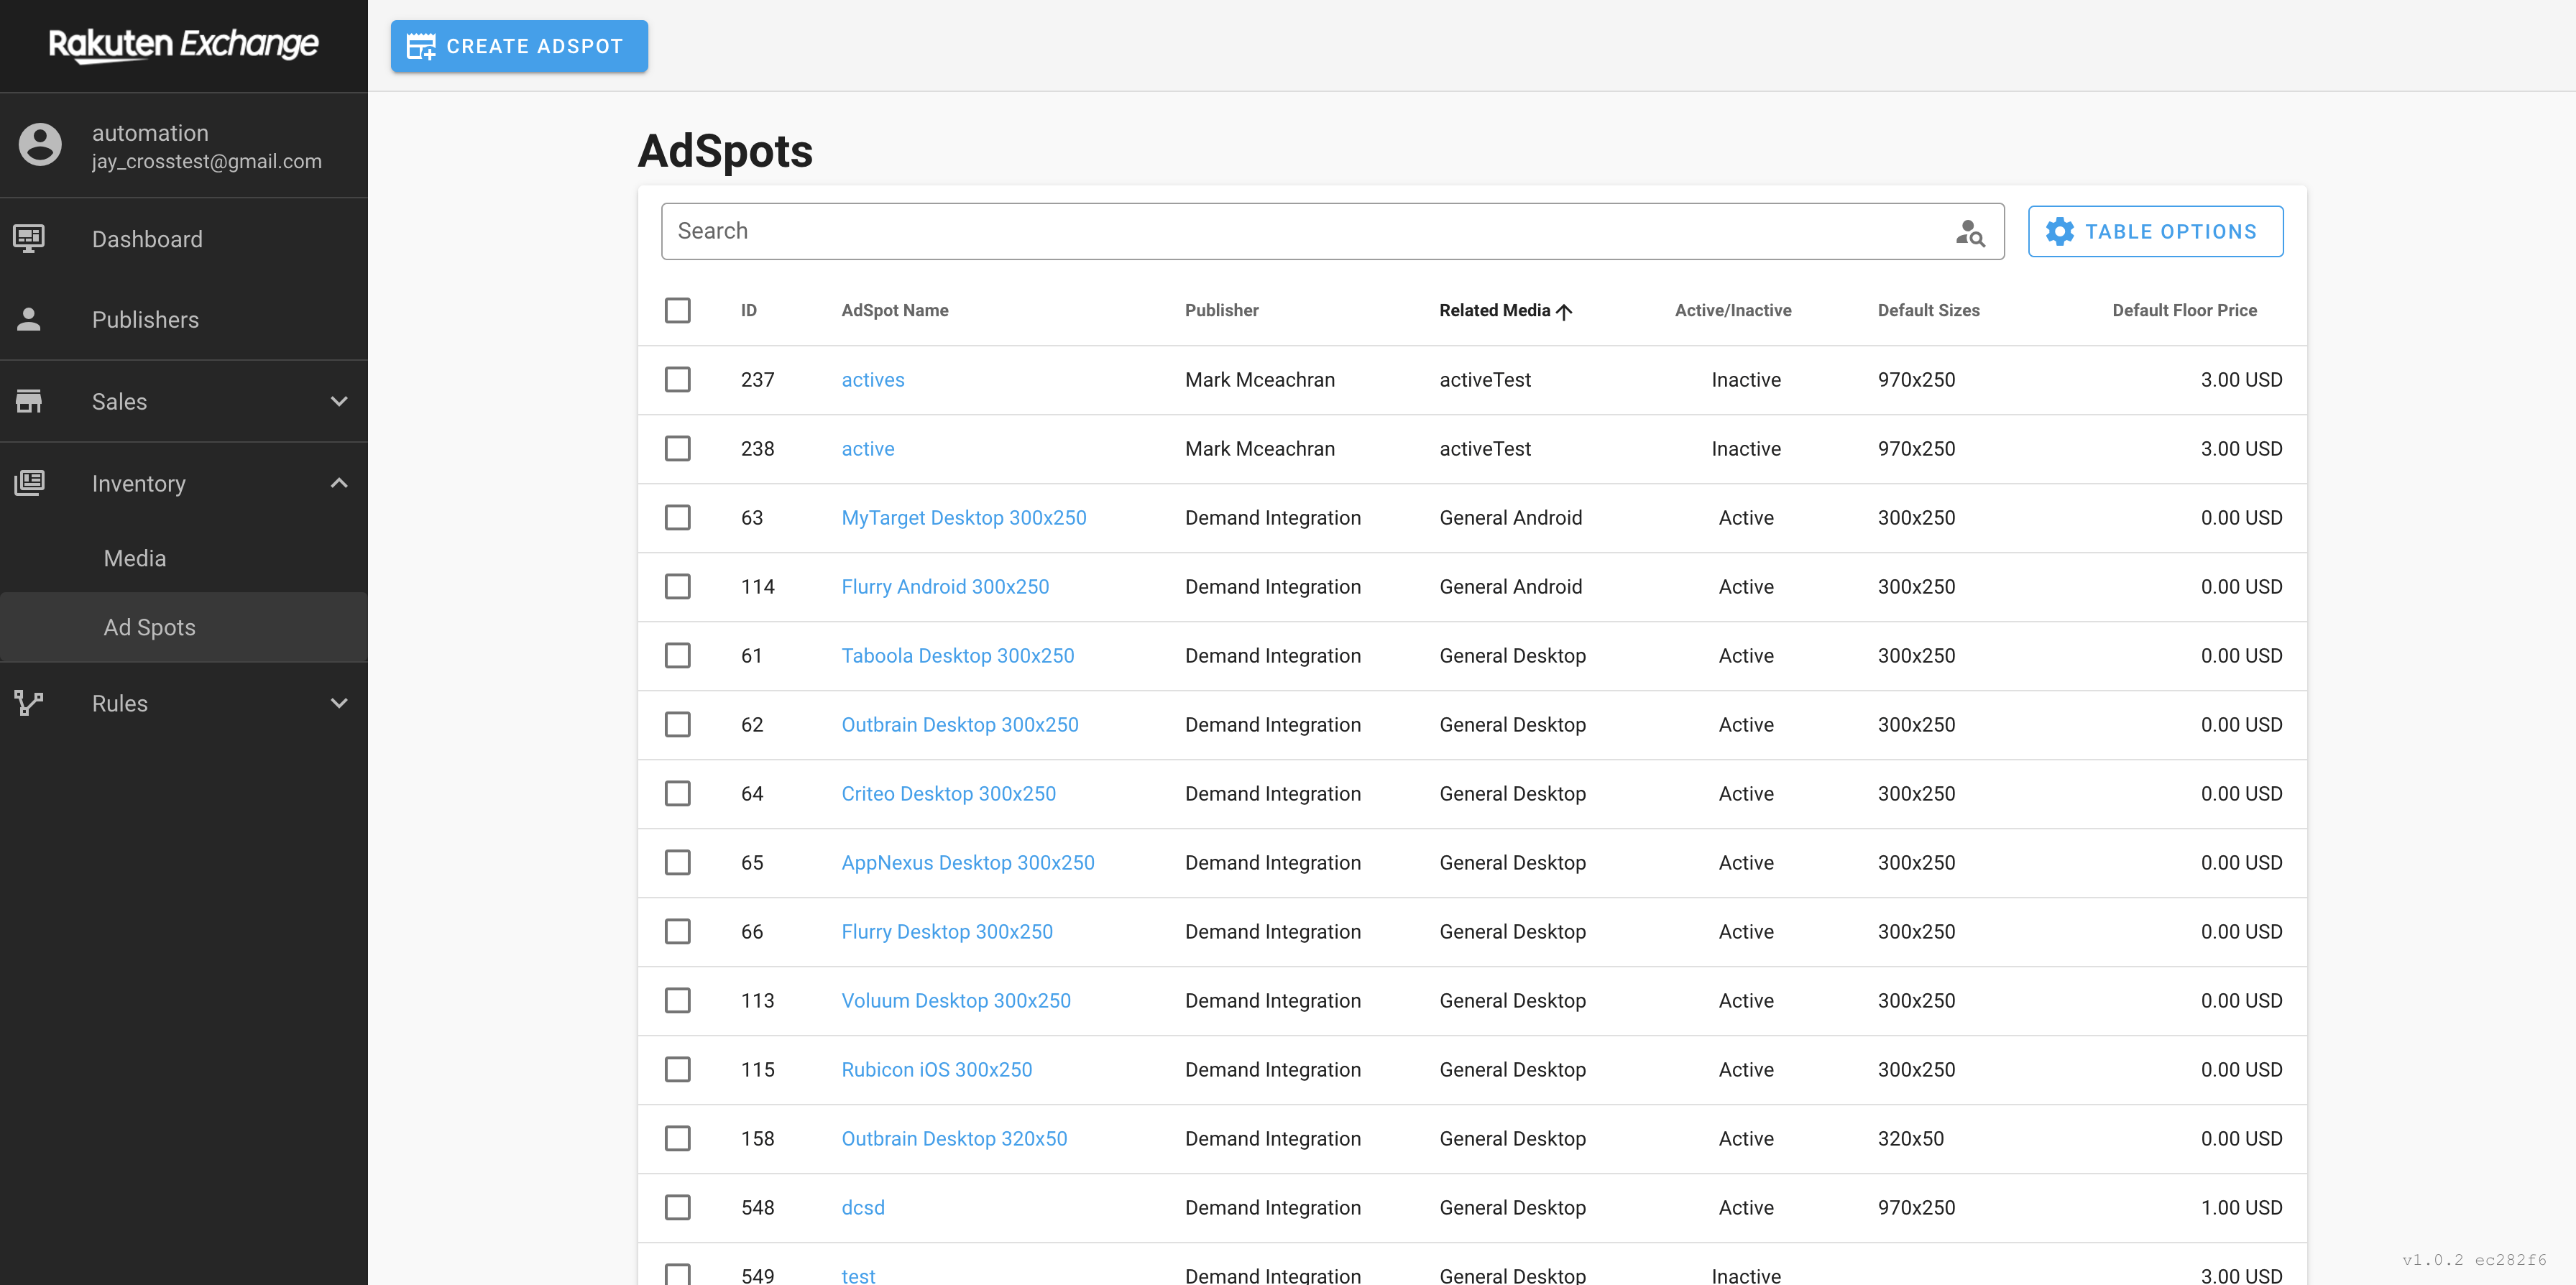 Rakuten Exchange
CREATE ADSPOT
automation
jay_crosstest@gmail.com
Dashboard
Publishers
Sales
Inventory
Media
Ad Spots
Rules
AdSpots
Search
TABLE OPTIONS
ID AdSpot Name Publisher Related Media Active/Inactive Default Sizes Default Floor Price
237 actives Mark Mceachran activeTest Inactive 970x250 3.00 USD
238 active Mark Mceachran activeTest Inactive 970x250 3.00 USD
63 MyTarget Desktop 300x250 Demand Integration General Android Active 300x250 0.00 USD
114 Flurry Android 300x250 Demand Integration General Android Active 300x250 0.00 USD
61 Taboola Desktop 300x250 Demand Integration General Desktop Active 300x250 0.00 USD
62 Outbrain Desktop 300x250 Demand Integration General Desktop Active 300x250 0.00 USD
64 Criteo Desktop 300x250 Demand Integration General Desktop Active 300x250 0.00 USD
65 AppNexus Desktop 300x250 Demand Integration General Desktop Active 300x250 0.00 USD
66 Flurry Desktop 300x250 Demand Integration General Desktop Active 300x250 0.00 USD
113 Voluum Desktop 300x250 Demand Integration General Desktop Active 300x250 0.00 USD
115 Rubicon iOS 300x250 Demand Integration General Desktop Active 300x250 0.00 USD
158 Outbrain Desktop 320x50 Demand Integration General Desktop Active 320x50 0.00 USD
548 dcsd Demand Integration General Desktop Active 970x250 1.00 USD
549 test Demand Integration General Desktop Inactive 3.00 USD
v1.0.2 ec282f6